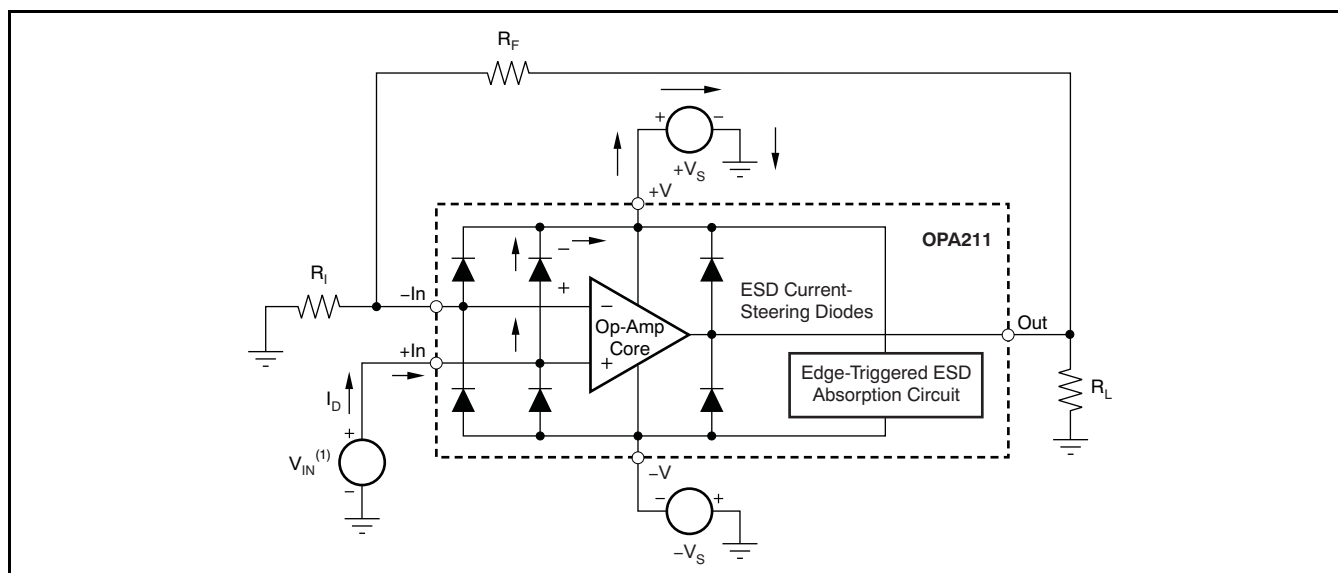 R_F
+ −
+V_S
+V
OPA211
R_I
−In
−
+
−
Op-Amp
Core
+
ESD Current-
Steering Diodes
Out
+In
Edge-Triggered ESD
Absorption Circuit
I_D
R_L
+
V_IN^(1)
−
−V
− +
−V_S